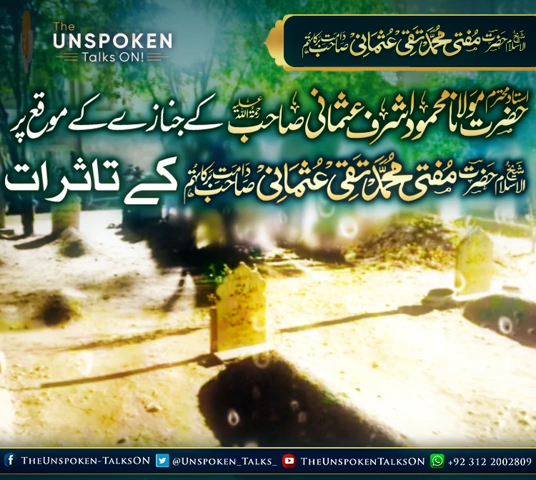 The
UNSPOKEN
Talks ON!
شیخ الاسلام حضرت مفتی محمد تقی عثمانی صاحب دامت برکاتہم
استاد محترم حضرت مولانا محمود اشرف عثمانی صاحب رحمۃ اللہ علیہ کے جنازے کے موقع پر
شیخ الاسلام حضرت مفتی محمد تقی عثمانی صاحب دامت برکاتہم کے تاثرات
THEUNSPOKEN-TALKSON @UNSPOKEN_TALKS_ THEUNSPOKENTALKSON +92 312 2002809